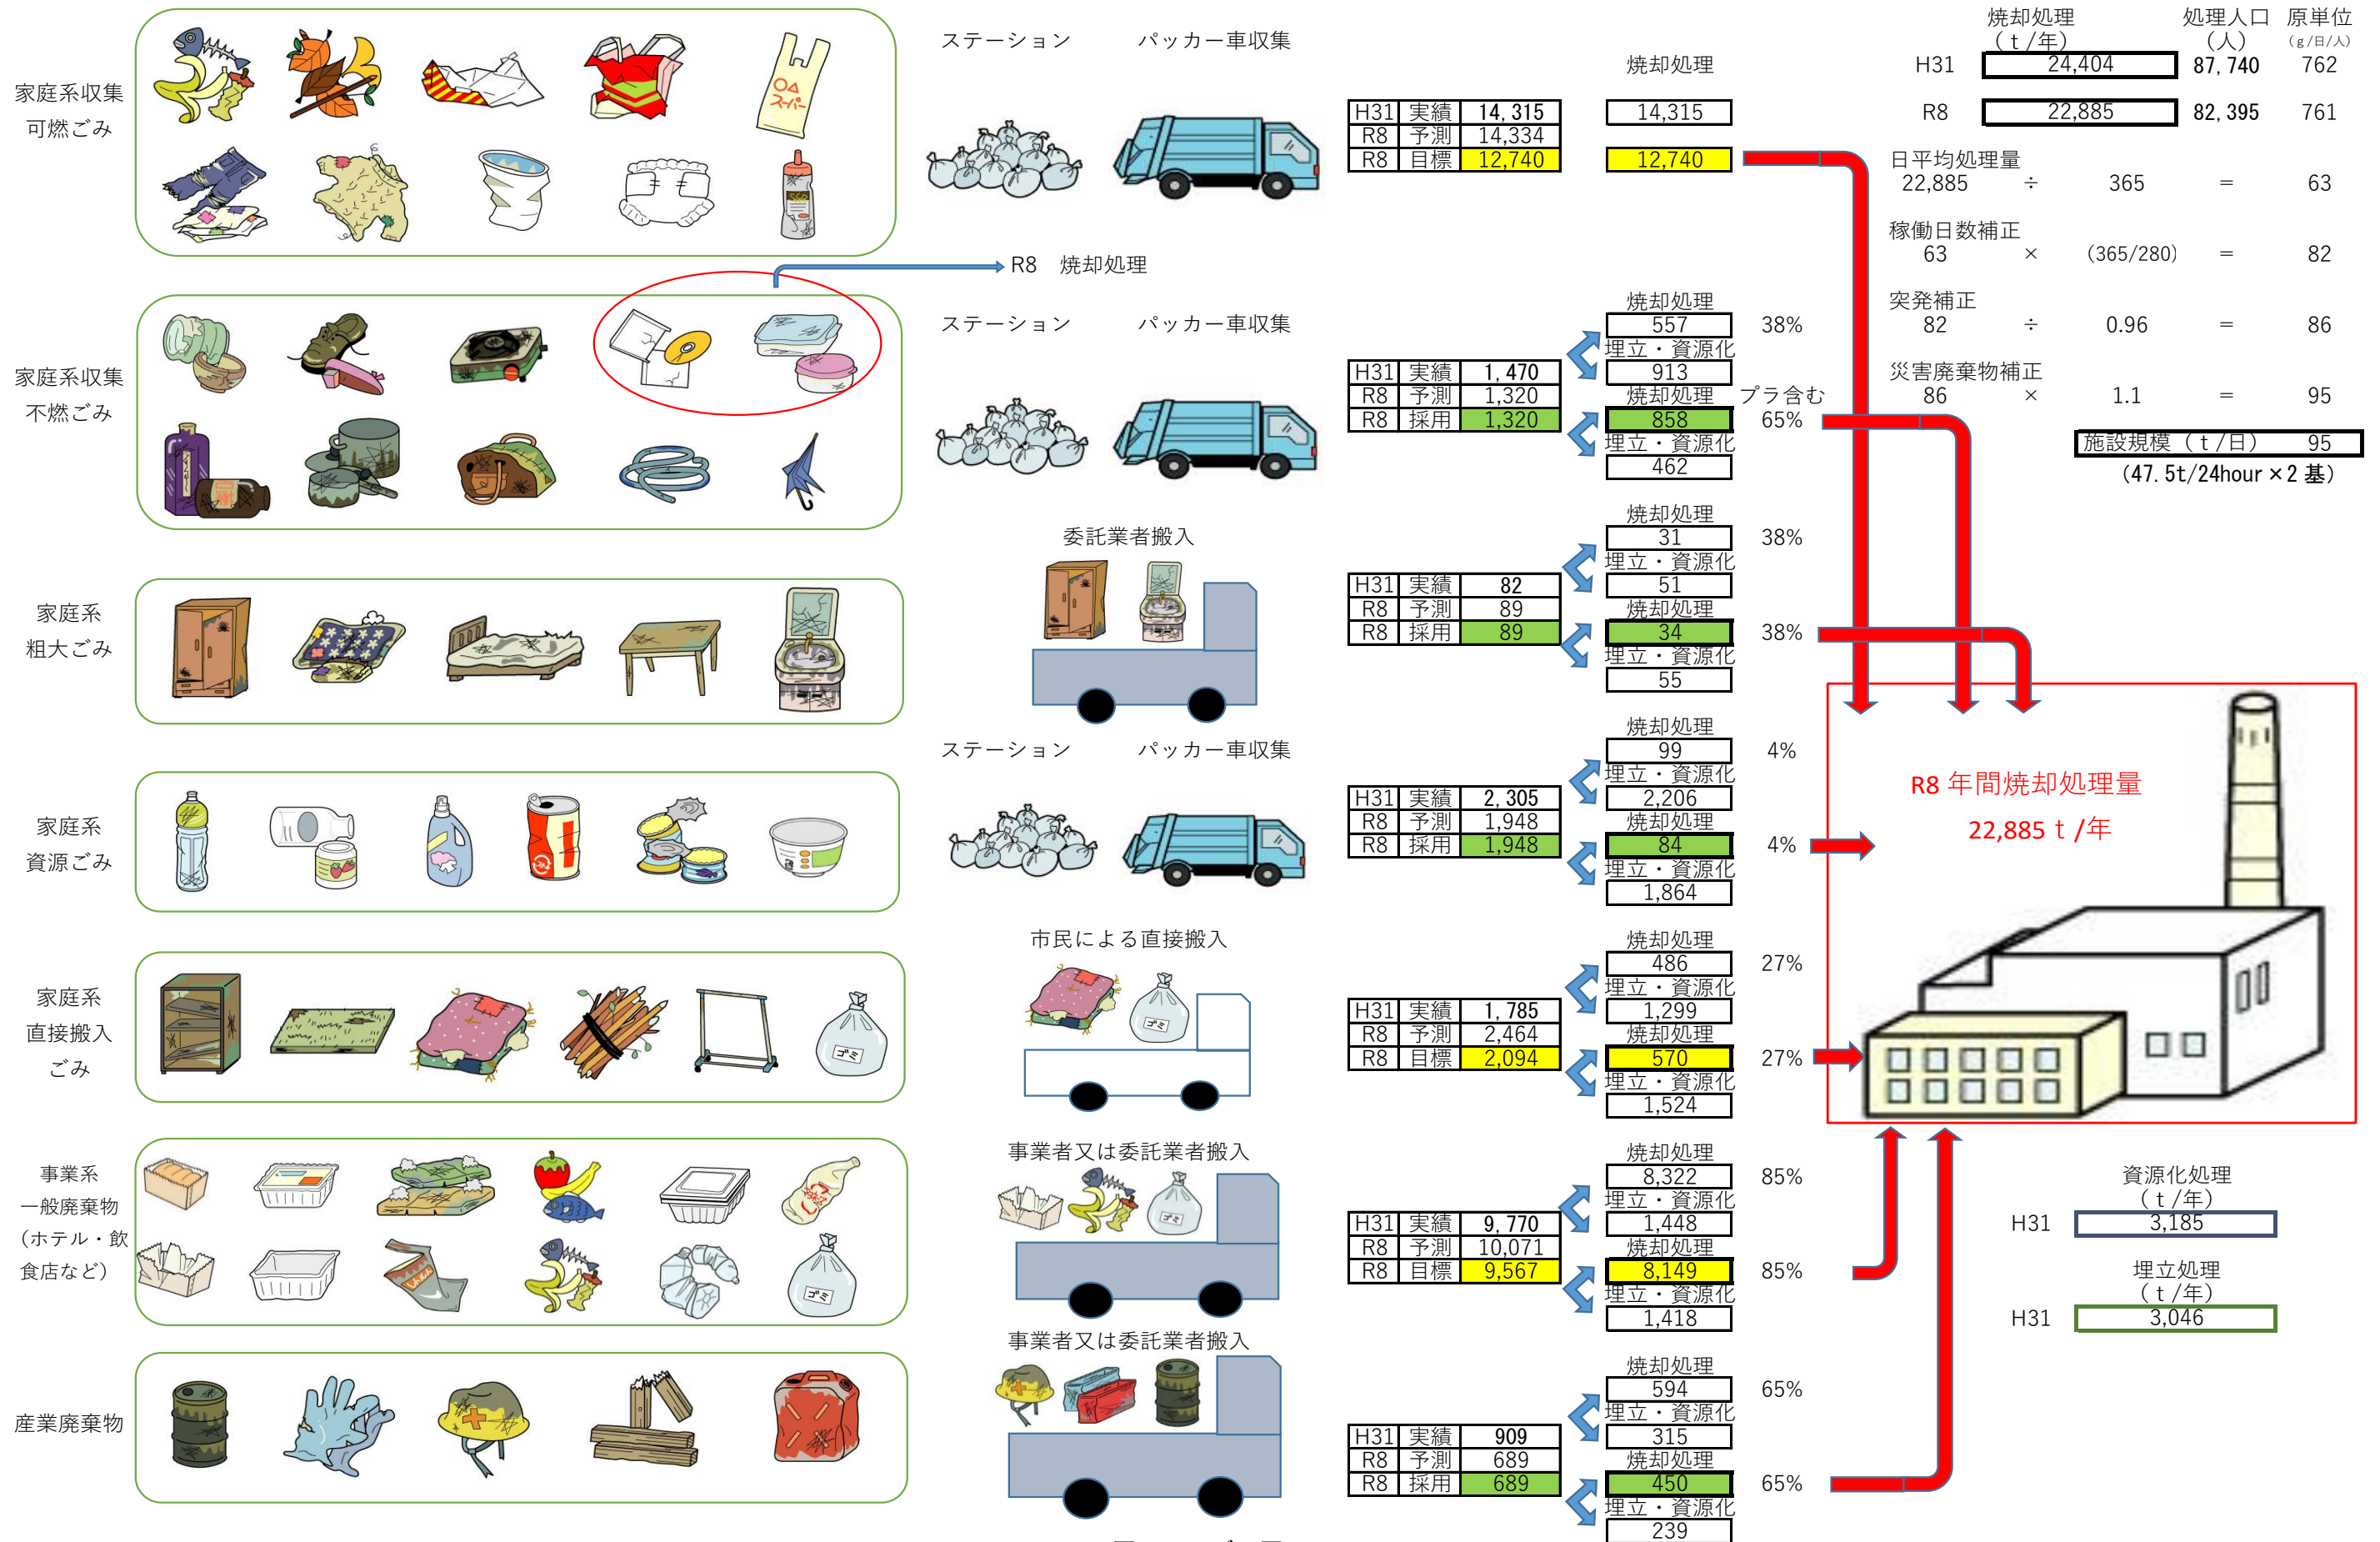 家庭系収集
可燃ごみ
○△
スーパー
ステーション
パッカー車収集
焼却処理
H31 実績 14,315
R8 予測 14,334
R8 目標 12,740
14,315
12,740
焼却処理
（ｔ/年）
処理人口
（人）
原単位
（ｇ/日/人）
H31 24,404 87,740 762
R8 22,885 82,395 761
日平均処理量
22,885 ÷ 365 = 63
稼働日数補正
63 × (365/280) = 82
突発補正
82 ÷ 0.96 = 86
災害廃棄物補正
86 × 1.1 = 95
施設規模（ｔ/日） 95
（47.5t/24hour×2 基）
R8 焼却処理
家庭系収集
不燃ごみ
ステーション
パッカー車収集
H31 実績 1,470
R8 予測 1,320
R8 採用 1,320
焼却処理
557 38%
埋立・資源化
913
焼却処理 プラ含む
858 65%
埋立・資源化
462
家庭系
粗大ごみ
委託業者搬入
H31 実績 82
R8 予測 89
R8 採用 89
焼却処理
31 38%
埋立・資源化
51
焼却処理
34 38%
埋立・資源化
55
家庭系
資源ごみ
ステーション
パッカー車収集
H31 実績 2,305
R8 予測 1,948
R8 採用 1,948
焼却処理
99 4%
埋立・資源化
2,206
焼却処理
84 4%
埋立・資源化
1,864
R8 年間焼却処理量
22,885ｔ/年
家庭系
直接搬入
ごみ
ゴミ
市民による直接搬入
ゴミ
H31 実績 1,785
R8 予測 2,464
R8 目標 2,094
焼却処理
486 27%
埋立・資源化
1,299
焼却処理
570 27%
埋立・資源化
1,524
事業系
一般廃棄物
（ホテル・飲
食店など）
ゴミ
事業者又は委託業者搬入
ゴミ
H31 実績 9,770
R8 予測 10,071
R8 目標 9,567
焼却処理
8,322 85%
埋立・資源化
1,448
焼却処理
8,149 85%
埋立・資源化
1,418
資源化処理
（ｔ/年）
H31 3,185
埋立処理
（ｔ/年）
H31 3,046
産業廃棄物
事業者又は委託業者搬入
H31 実績 909
R8 予測 689
R8 採用 689
焼却処理
594 65%
埋立・資源化
315
焼却処理
450 65%
埋立・資源化
239